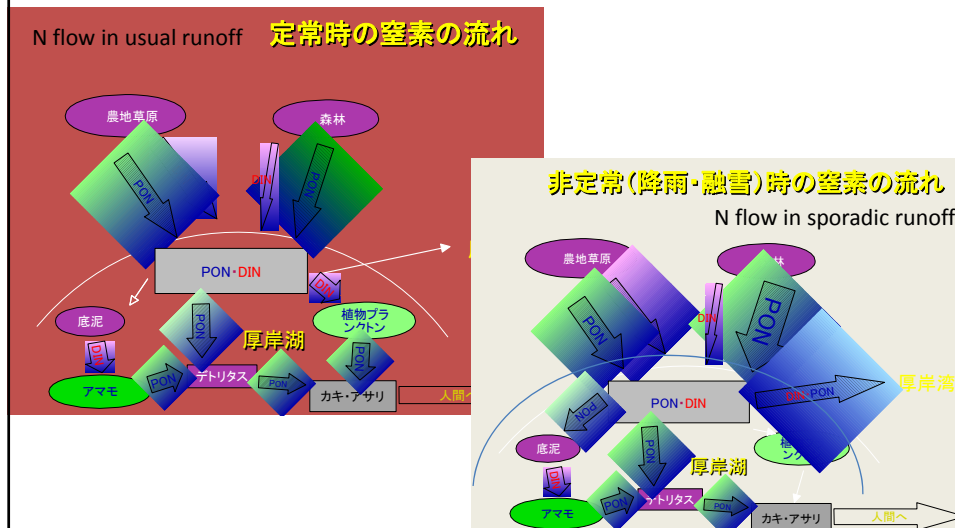 N flow in usual runoff
定常時の窒素の流れ
農地草原
森林
PON
DIN
PON
PON・DIN
DIN
底泥
植物プラ
ンクトン
PON
厚岸湖
DIN
PON
PON
デトリタス
PON
アマモ
カキ・アサリ
人間へ
非定常(降雨・融雪)時の窒素の流れ
N flow in sporadic runoff
農地草原
林
PON
DIN
PON
厚岸湾
DIN・PON
PON・DIN
PON
底泥
植
ンクトン
PON
厚岸湖
DIN
PON
デトリタス
PON
アマモ
カキ・アサリ
人間へ